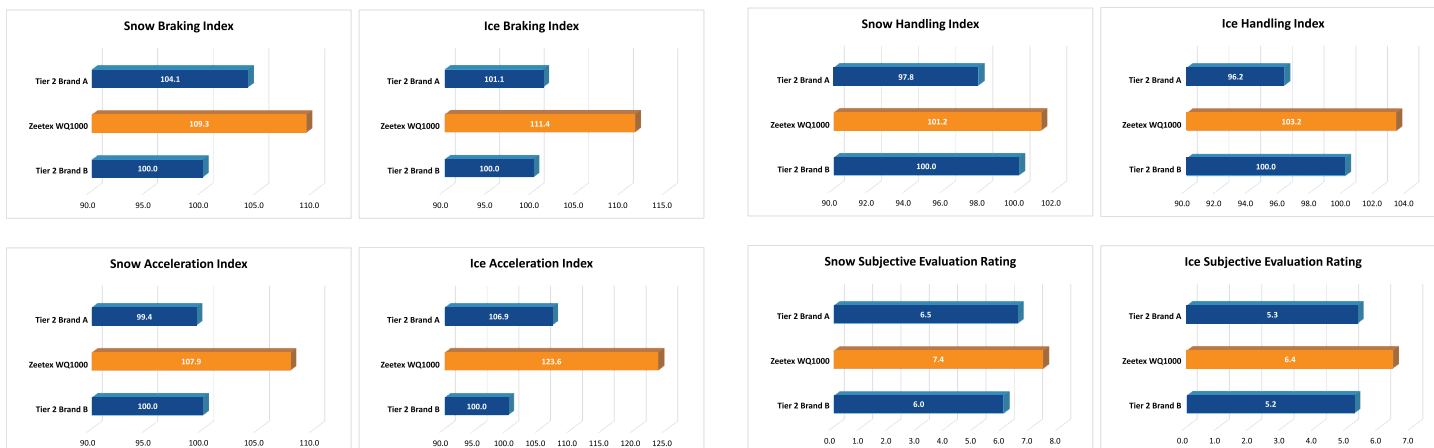 Snow Braking Index
Tier 2 Brand A
104.1
Zeetex WQ1000
109.3
Tier 2 Brand B
100.0
90.0 95.0 100.0 105.0 110.0
Ice Braking Index
Tier 2 Brand A
101.1
Zeetex WQ1000
111.4
Tier 2 Brand B
100.0
90.0 95.0 100.0 105.0 110.0 115.0
Snow Handling Index
Tier 2 Brand A
97.8
Zeetex WQ1000
101.2
Tier 2 Brand B
100.0
90.0 92.0 94.0 96.0 98.0 100.0 102.0
Ice Handling Index
Tier 2 Brand A
96.2
Zeetex WQ1000
103.2
Tier 2 Brand B
100.0
90.0 92.0 94.0 96.0 98.0 100.0 102.0 104.0
Snow Acceleration Index
Tier 2 Brand A
99.4
Zeetex WQ1000
107.9
Tier 2 Brand B
100.0
90.0 95.0 100.0 105.0 110.0
Ice Acceleration Index
Tier 2 Brand A
106.9
Zeetex WQ1000
123.6
Tier 2 Brand B
100.0
90.0 95.0 100.0 105.0 110.0 115.0 120.0 125.0
Snow Subjective Evaluation Rating
Tier 2 Brand A
6.5
Zeetex WQ1000
7.4
Tier 2 Brand B
6.0
0.0 1.0 2.0 3.0 4.0 5.0 6.0 7.0 8.0
Ice Subjective Evaluation Rating
Tier 2 Brand A
5.3
Zeetex WQ1000
6.4
Tier 2 Brand B
5.2
0.0 1.0 2.0 3.0 4.0 5.0 6.0 7.0